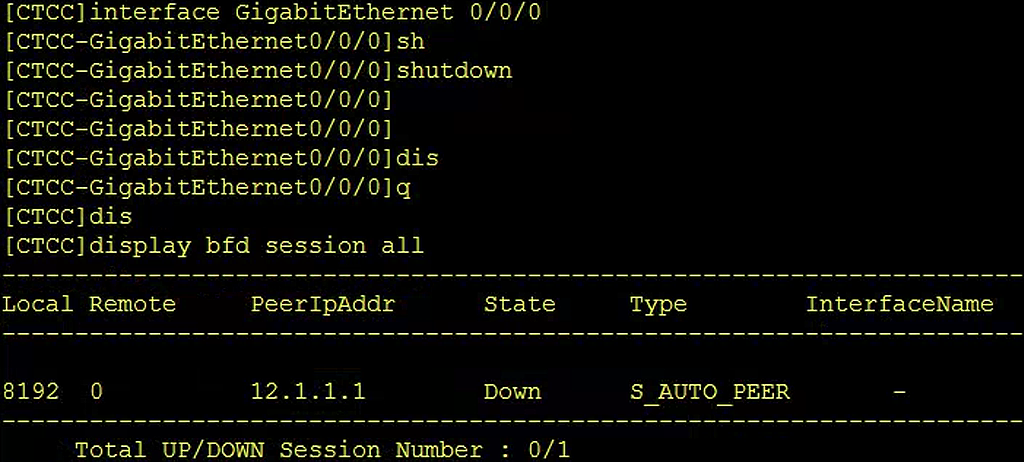 [CTCC]interface GigabitEthernet 0/0/0
[CTCC-GigabitEthernet0/0/0]sh
[CTCC-GigabitEthernet0/0/0]shutdown
[CTCC-GigabitEthernet0/0/0]
[CTCC-GigabitEthernet0/0/0]
[CTCC-GigabitEthernet0/0/0]dis
[CTCC-GigabitEthernet0/0/0]q
[CTCC]dis
[CTCC]display bfd session all
--------------------------------------------------------------------------------
Local Remote PeerIpAddr State Type InterfaceName
--------------------------------------------------------------------------------
8192 0 12.1.1.1 Down S_AUTO_PEER -
--------------------------------------------------------------------------------
Total UP/DOWN Session Number : 0/1